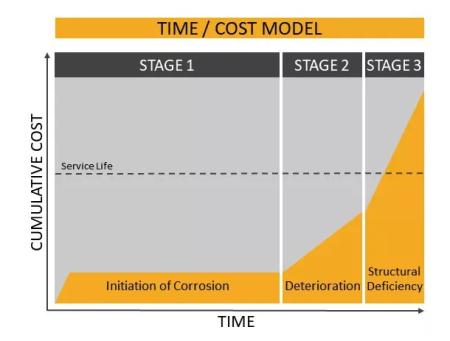 TIME / COST MODEL
STAGE 1
STAGE 2
STAGE 3
CUMULATIVE COST
Service Life
Initiation of Corrosion
Deterioration
Structural
Deficiency
TIME